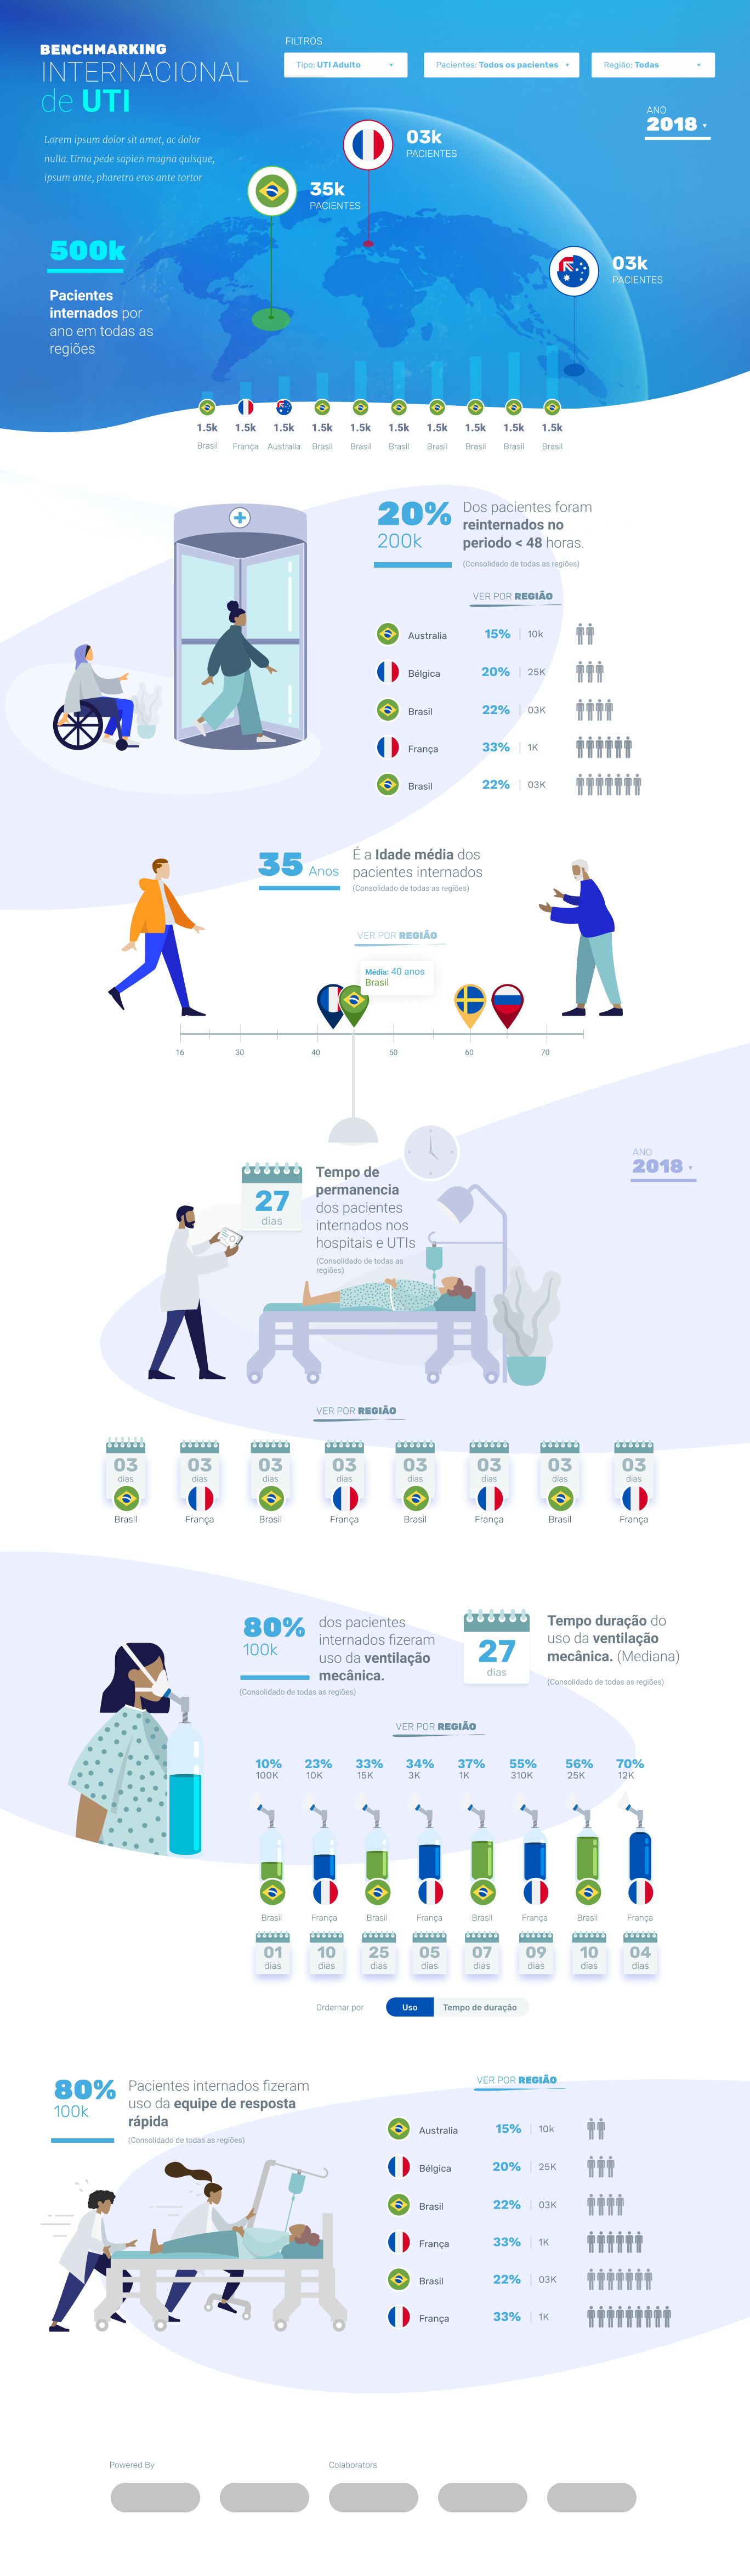 BENCHMARKING
INTERNACIONAL
de UTI
FILTROS
Tipo: UTI Adulto
Pacientes: Todos os pacientes
Região: Todas
ANO
2018
Lorem ipsum dolor sit amet, ac dolor
nulla. Urna pede sapien magna quisque,
ipsum ante, pharetra eros ante tortor
03k
PACIENTES
35k
PACIENTES
03k
PACIENTES
500k
Pacientes
internados por
ano em todas as
regiões
1.5k 1.5k 1.5k 1.5k 1.5k 1.5k 1.5k 1.5k 1.5k 1.5k
Brasil França Australia Brasil Brasil Brasil Brasil Brasil Brasil Brasil
20%
200k
Dos pacientes foram
reinternados no
periodo < 48 horas.
(Consolidado de todas as regiões)
VER POR REGIÃO
Australia 15% 10k
Bélgica 20% 25K
Brasil 22% 03K
França 33% 1K
Brasil 22% 03K
35 Anos
É a Idade média dos
pacientes internados
(Consolidado de todas as regiões)
VER POR REGIÃO
Média: 40 anos
Brasil
16 30 40 50 60 70
ANO
2018
27
dias
Tempo de
permanencia
dos pacientes
internados nos
hospitais e UTIs
(Consolidado de todas as
regiões)
VER POR REGIÃO
03 03 03 03 03 03 03 03
dias dias dias dias dias dias dias dias
Brasil França Brasil França Brasil França Brasil França
80%
100k
dos pacientes
internados fizeram
uso da ventilação
mecânica.
(Consolidado de todas as regiões)
27
dias
Tempo duração do
uso da ventilação
mecânica. (Mediana)
(Consolidado de todas as regiões)
VER POR REGIÃO
10% 23% 33% 34% 37% 55% 56% 70%
100K 10K 15K 3K 1K 310K 25K 12K
Brasil França Brasil França Brasil França Brasil França
01 10 25 05 07 09 10 04
dias dias dias dias dias dias dias dias
Ordernar por
Uso
Tempo de duração
80%
100k
Pacientes internados fizeram
uso da equipe de resposta
rápida
(Consolidado de todas as regiões)
VER POR REGIÃO
Australia 15% 10k
Bélgica 20% 25K
Brasil 22% 03K
França 33% 1K
Brasil 22% 03K
França 33% 1K
Powered By
Colaborators